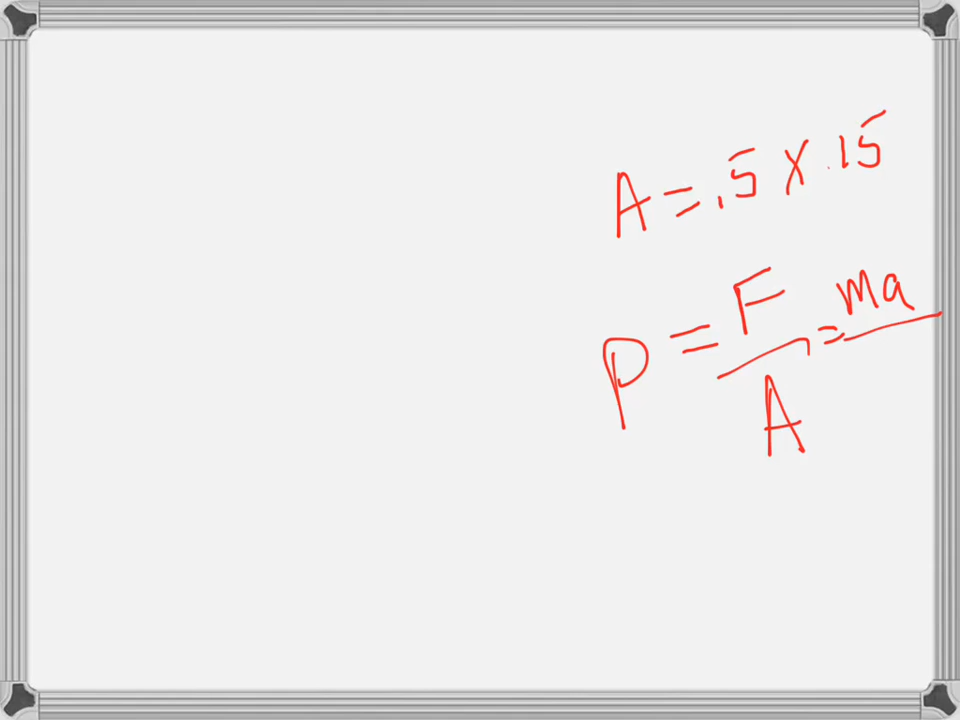 A = .5 X .15
P = F/A = ma/